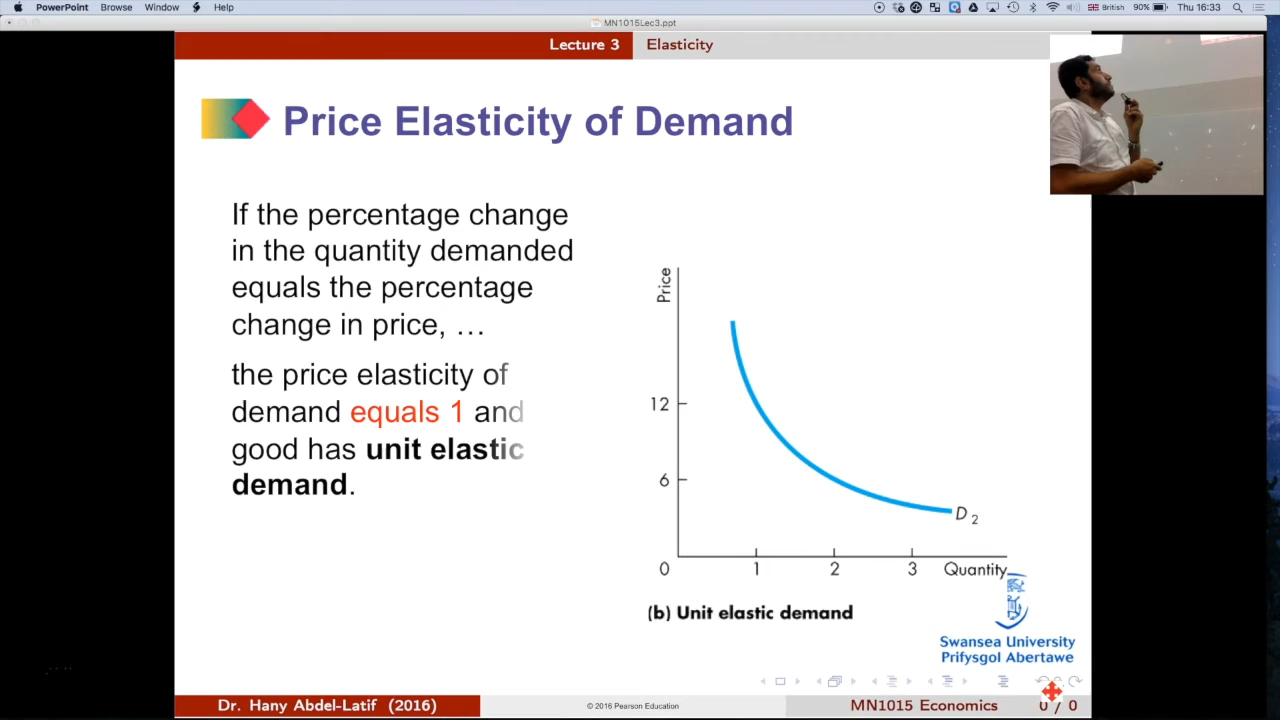 PowerPoint Browse Window Help British 90% Thu 16:33
MN1015Lec3.ppt
Lecture 3 Elasticity
Price Elasticity of Demand
If the percentage change
in the quantity demanded
equals the percentage
change in price, …
the price elasticity of
demand equals 1 and
good has unit elastic
demand.
Price
12
6
0 1 2 3 Quantity
D 2
(b) Unit elastic demand
Swansea University
Prifysgol Abertawe
Dr. Hany Abdel-Latif (2016) © 2016 Pearson Education MN1015 Economics 0 / 0